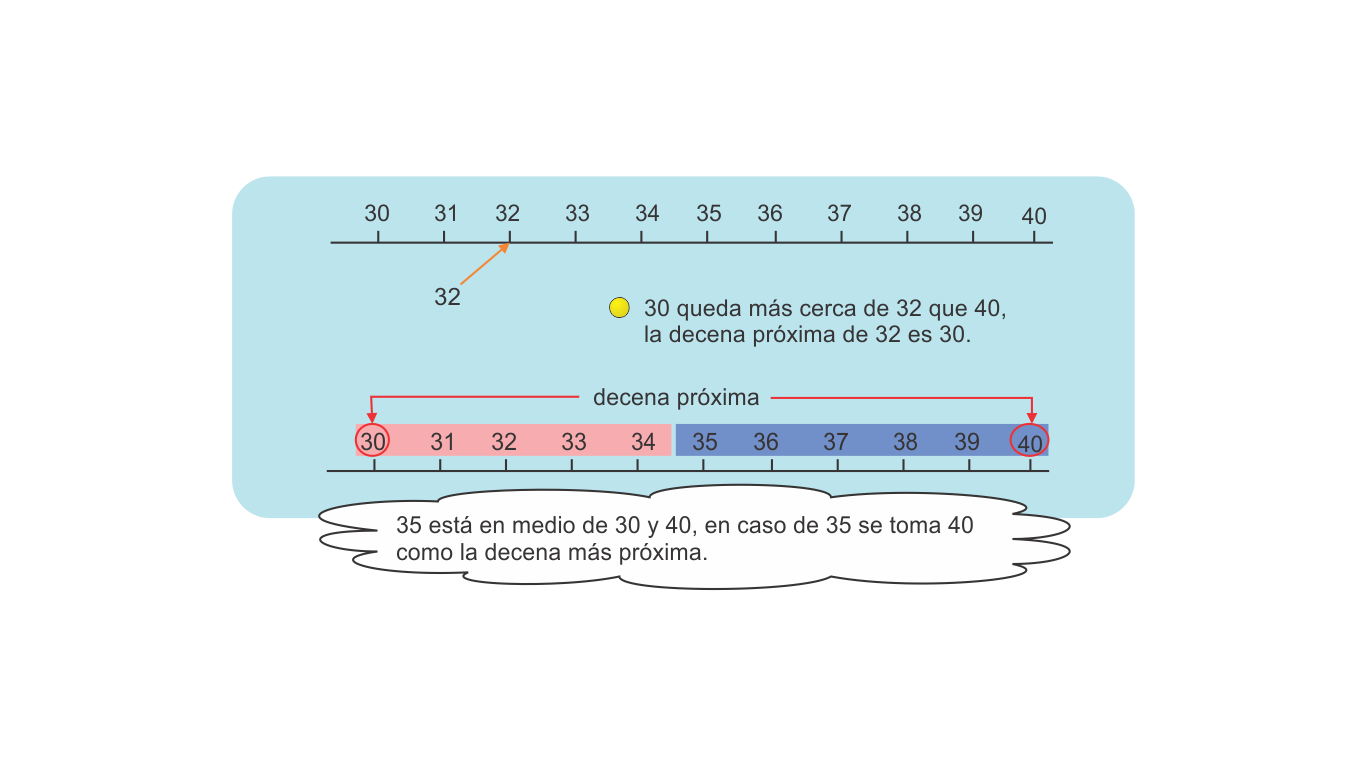 30 31 32 33 34 35 36 37 38 39 40
32
30 queda más cerca de 32 que 40,
la decena próxima de 32 es 30.
decena próxima
30 31 32 33 34 35 36 37 38 39 40
35 está en medio de 30 y 40, en caso de 35 se toma 40
como la decena más próxima.